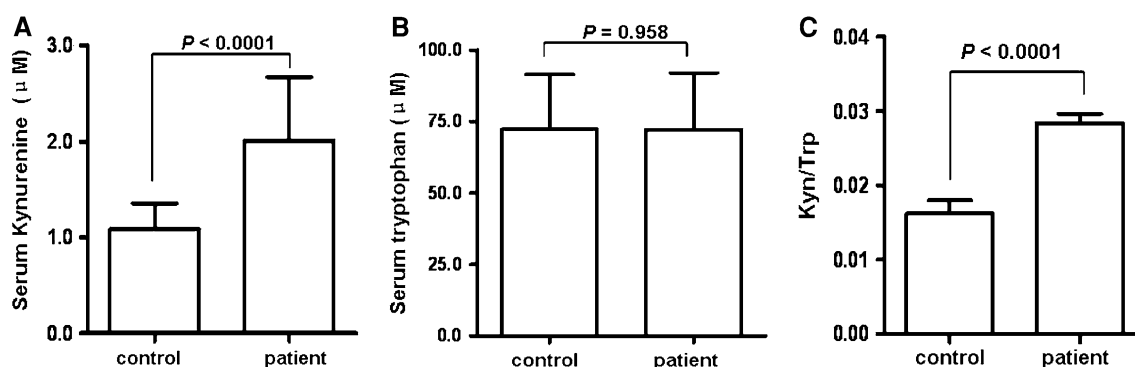 A
Serum Kynurenine ( μ M)
3.0
2.0
1.0
0.0
P < 0.0001
control
patient
B
Serum tryptophan ( μ M)
100.0
75.0
50.0
25.0
0.0
P = 0.958
control
patient
C
Kyn/Trp
0.04
0.03
0.02
0.01
0.00
P < 0.0001
control
patient